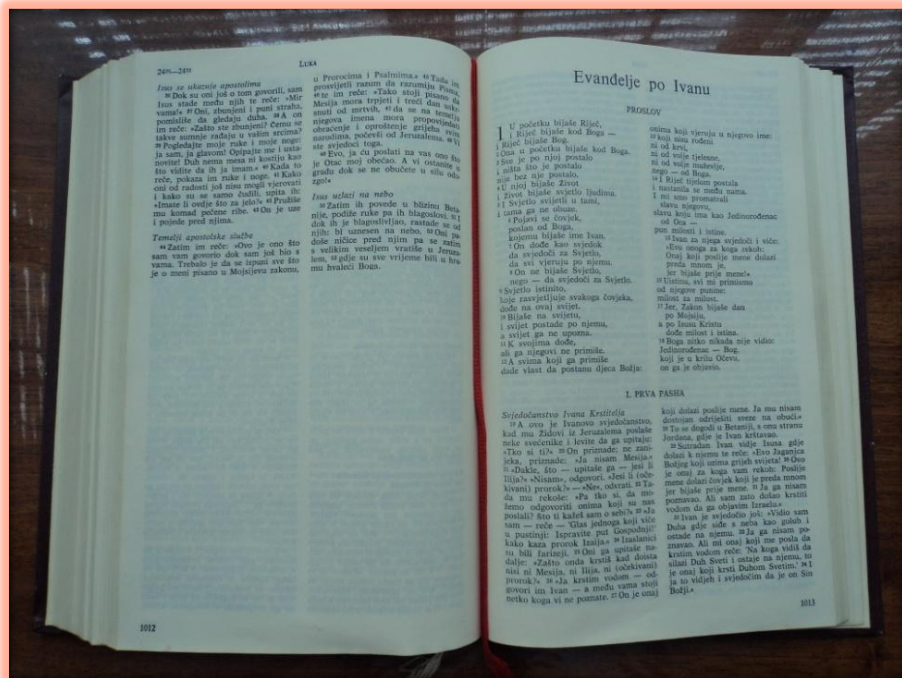 24³⁶—24⁵³
LUKA
Isus se ukazuje apostolima
³⁶ Dok su oni još o tom govorili, sam
Isus stade među njih te reče: »Mir
vama!« ³⁷ Oni, zbunjeni i puni straha,
pomisliše da gledaju duha. ³⁸ A on
im reče: »Zašto ste zbunjeni? Čemu se
takve sumnje rađaju u vašim srcima?
³⁹ Pogledajte moje ruke i moje noge:
ja sam, ja glavom! Opipajte me i usta-
novite! Duh nema mesa ni kostiju kao
što vidite da ih ja imam.« ⁴⁰ Kada to
reče, pokaza im ruke i noge. ⁴¹ Kako
oni od radosti još nisu mogli vjerovati
i kako su se samo čudili, upita ih:
»Imate li ovdje što za jelo?« ⁴² Pružiše
mu komad pečene ribe. ⁴³ On je uze
i pojede pred njima.
Temelji apostolske službe
⁴⁴ Zatim im reče: »Ovo je ono što
sam vam govorio dok sam još bio s
vama. Trebalo je da se ispuni sve što
je o meni pisano u Mojsijevu zakonu,
u Prorocima i Psalmima.« ⁴⁵ Tada im
prosvijetli razum da razumiju Pisma,
⁴⁶ te im reče: »Tako stoji pisano da
Mesija mora trpjeti i treći dan uskr-
snuti od mrtvih, ⁴⁷ da se na temelju
njegova imena mora propovijedati
obraćenje i oproštenje grijeha svim
narodima, počevši od Jeruzalema. ⁴⁸ Vi
ste svjedoci toga.
⁴⁹ Evo, ja ću poslati na vas ono što
je Otac moj obećao. A vi ostanite u
gradu dok se ne obučete u silu odo-
zgo!«
Isus uzlazi na nebo
⁵⁰ Zatim ih povede u blizinu Beta-
nije, podiže ruke pa ih blagoslovi. ⁵¹ I
dok ih je blagoslivljao, rastade se od
njih: bi uznesen na nebo. ⁵² Oni pa-
doše ničice pred njim pa se zatim
s velikim veseljem vratiše u Jeruza-
lem, ⁵³ gdje su sve vrijeme bili u hra-
mu hvaleći Boga.
1012
Evanđelje po Ivanu
PROSLOV
1 U početku bijaše Riječ,
i Riječ bijaše kod Boga —
i Riječ bijaše Bog.
² Ona u početku bijaše kod Boga.
³ Sve je po njoj postalo
i ništa što je postalo
nije bez nje postalo.
⁴ U njoj bijaše Život
i Život bijaše svjetlo ljudima.
⁵ I Svjetlo svijetli u tami,
i tama ga ne obuze.
⁶ Pojavi se čovjek,
poslan od Boga,
kojemu bijaše ime Ivan.
⁷ On dođe kao svjedok,
da svjedoči za Svjetlo,
da svi vjeruju po njemu.
⁸ On ne bijaše Svjetlo,
nego — da svjedoči za Svjetlo.
⁹ Svjetlo istinito,
koje rasvjetljuje svakoga čovjeka,
dođe na ovaj svijet.
¹⁰ Bijaše na svijetu,
i svijet postade po njemu,
a svijet ga ne upozna.
¹¹ K svojima dođe,
ali ga njegovi ne primiše.
¹² A svima koji ga primiše
dade vlast da postanu djeca Božja:
onima koji vjeruju u njegovo ime:
¹³ koji nisu rođeni
ni od krvi,
ni od volje tjelesne,
ni od volje muževlje,
nego — od Boga.
¹⁴ I Riječ tijelom postala
i nastanila se među nama.
I mi smo promatrali
slavu njegovu,
slavu koju ima kao Jedinorođenac
od Oca —
pun milosti i istine.
¹⁵ Ivan za njega svjedoči i viče:
»Evo onoga za koga rekoh:
Onaj koji poslije mene dolazi
preda mnom je,
jer bijaše prije mene!«
¹⁶ Uistinu, svi mi primismo
od njegove punine:
milost za milost.
¹⁷ Jer, Zakon bijaše dan
po Mojsiju,
a po Isusu Kristu
dođe milost i istina.
¹⁸ Boga nitko nikada nije vidio:
Jedinorođenac — Bog,
koji je u krilu Očevu,
on ga je objavio.
I. PRVA PASHA
Svjedočanstvo Ivana Krstitelja
¹⁹ A ovo je Ivanovo svjedočanstvo,
kad mu Židovi iz Jeruzalema poslaše
neke svećenike i levite da ga upitaju:
»Tko si ti?« ²⁰ On priznade; ne zani-
jeka, priznade: »Ja nisam Mesija.«
²¹ »Dakle, što — upitaše ga — jesi li
Ilija?« »Nisam«, odgovori. »Jesi li (oče-
kivani) prorok?« — »Ne«, odvrati. ²² Ta-
da mu rekoše: »Pa tko si, da mo-
žemo odgovoriti onima koji su nas
poslali? Što ti kažeš sam o sebi?« ²³ »Ja
sam — reče — 'Glas jednoga koji viče
u pustinji: Ispravite put Gospodnji!'
kako kaza prorok Izaija.« ²⁴ Izaslanici
su bili farizeji. ²⁵ Oni ga upitaše na-
dalje: »Zašto onda krstiš kad doista
nisi ni Mesija, ni Ilija, ni (očekivani)
prorok?« ²⁶ »Ja krstim vodom — od-
govori im Ivan — a među vama stoji
netko koga vi ne poznate. ²⁷ On je onaj
koji dolazi poslije mene. Ja mu nisam
dostojan odriješiti sveze na obući.«
²⁸ To se dogodi u Betaniji, s onu stranu
Jordana, gdje je Ivan krštavao.
²⁹ Sutradan Ivan vidje Isusa gdje
dolazi k njemu te reče: »Evo Jaganjca
Božjeg koji uzima grijeh svijeta! ³⁰ Ovo
je onaj za koga vam rekoh: Poslije
mene dolazi čovjek koji je preda mnom
jer bijaše prije mene. ³¹ Ja ga nisam
poznavao. Ali sam zato došao krstiti
vodom da ga objavim Izraelu.«
³² Ivan je svjedočio još: »Vidio sam
Duha gdje siđe s neba kao golub i
ostade na njemu. ³³ Ja ga nisam po-
znavao. Ali mi onaj koji me posla da
krstim vodom reče: 'Na koga vidiš da
silazi Duh Sveti i ostaje na njemu, to
je onaj koji krsti Duhom Svetim.' ³⁴ I
ja to vidjeh i svjedočim da je on Sin
Božji.«
1013